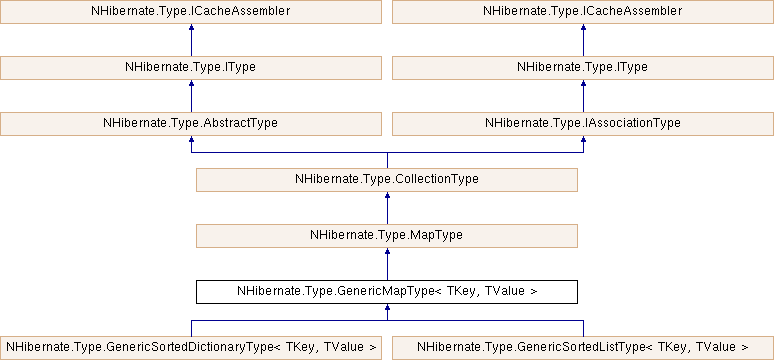 NHibernate.Type.ICacheAssembler
NHibernate.Type.ICacheAssembler
NHibernate.Type.IType
NHibernate.Type.IType
NHibernate.Type.AbstractType
NHibernate.Type.IAssociationType
NHibernate.Type.CollectionType
NHibernate.Type.MapType
NHibernate.Type.GenericMapType< TKey, TValue >
NHibernate.Type.GenericSortedDictionaryType< TKey, TValue >
NHibernate.Type.GenericSortedListType< TKey, TValue >